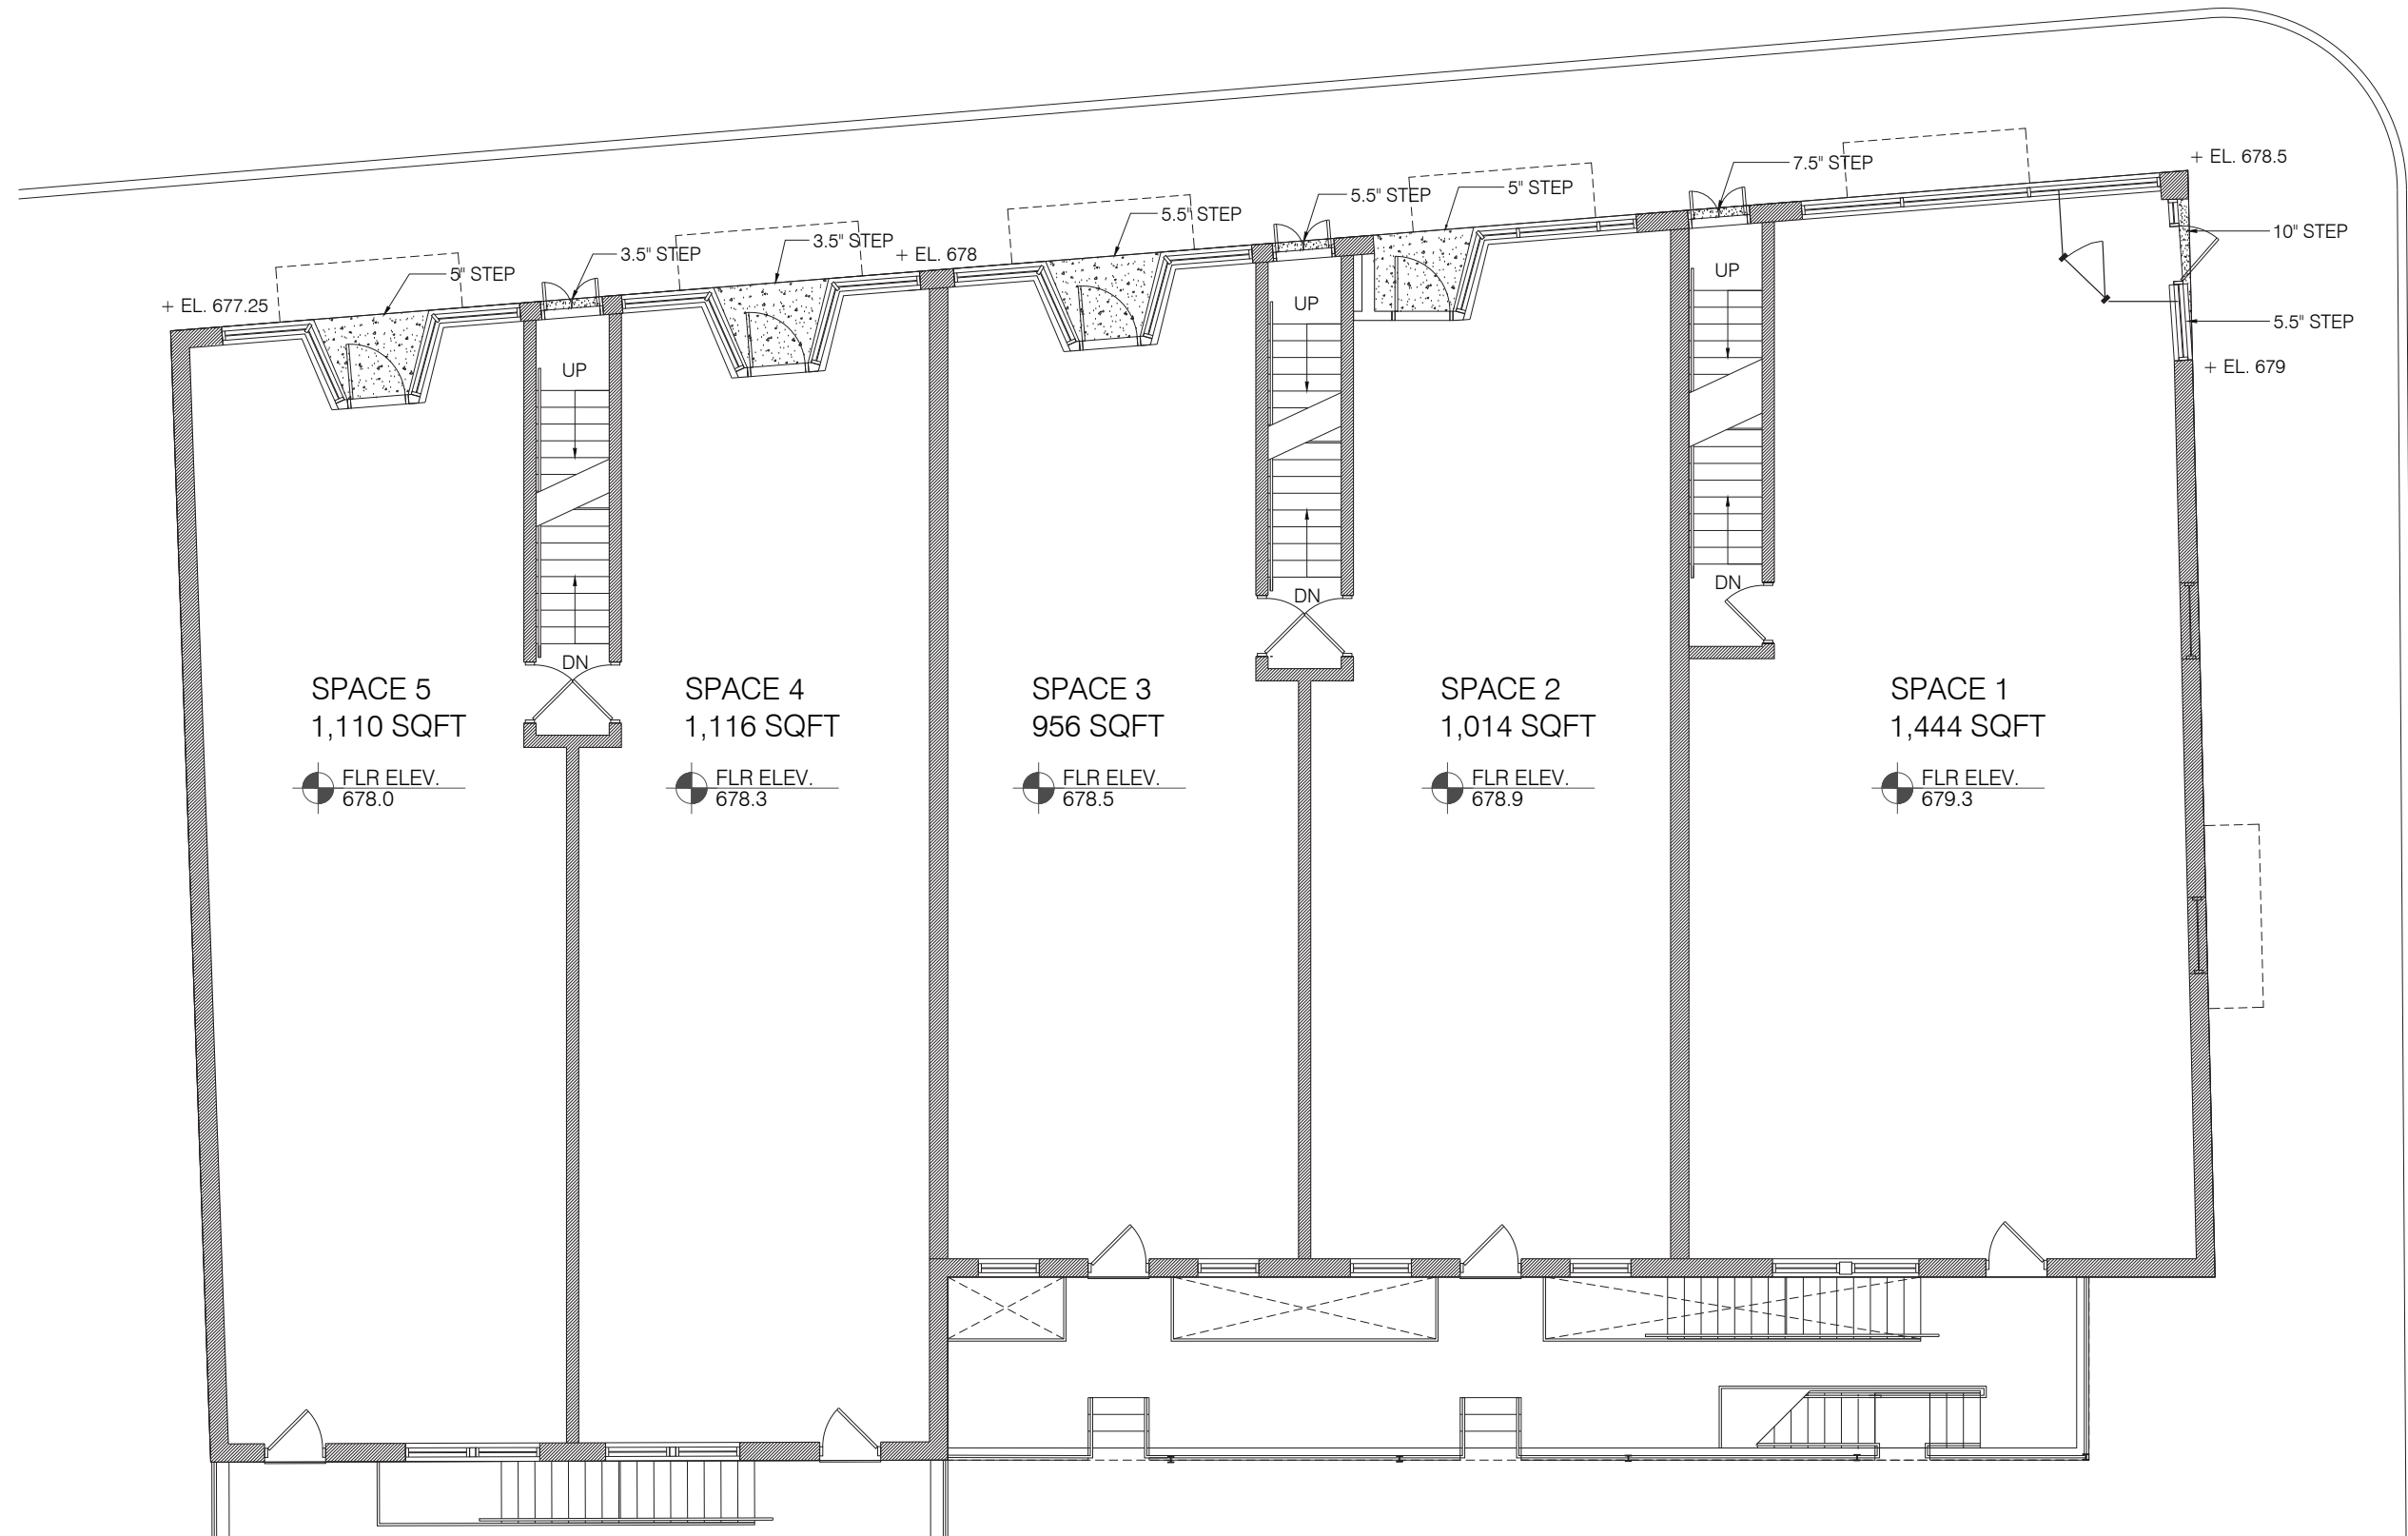 + EL. 678.5
7.5" STEP
5" STEP
5.5" STEP
5.5" STEP
10" STEP
3.5" STEP
3.5" STEP
+ EL. 678
5" STEP
+ EL. 677.25
5.5" STEP
+ EL. 679
UP
UP
UP
DN
DN
DN
SPACE 5
1,110 SQFT
FLR ELEV.
678.0
SPACE 4
1,116 SQFT
FLR ELEV.
678.3
SPACE 3
956 SQFT
FLR ELEV.
678.5
SPACE 2
1,014 SQFT
FLR ELEV.
678.9
SPACE 1
1,444 SQFT
FLR ELEV.
679.3